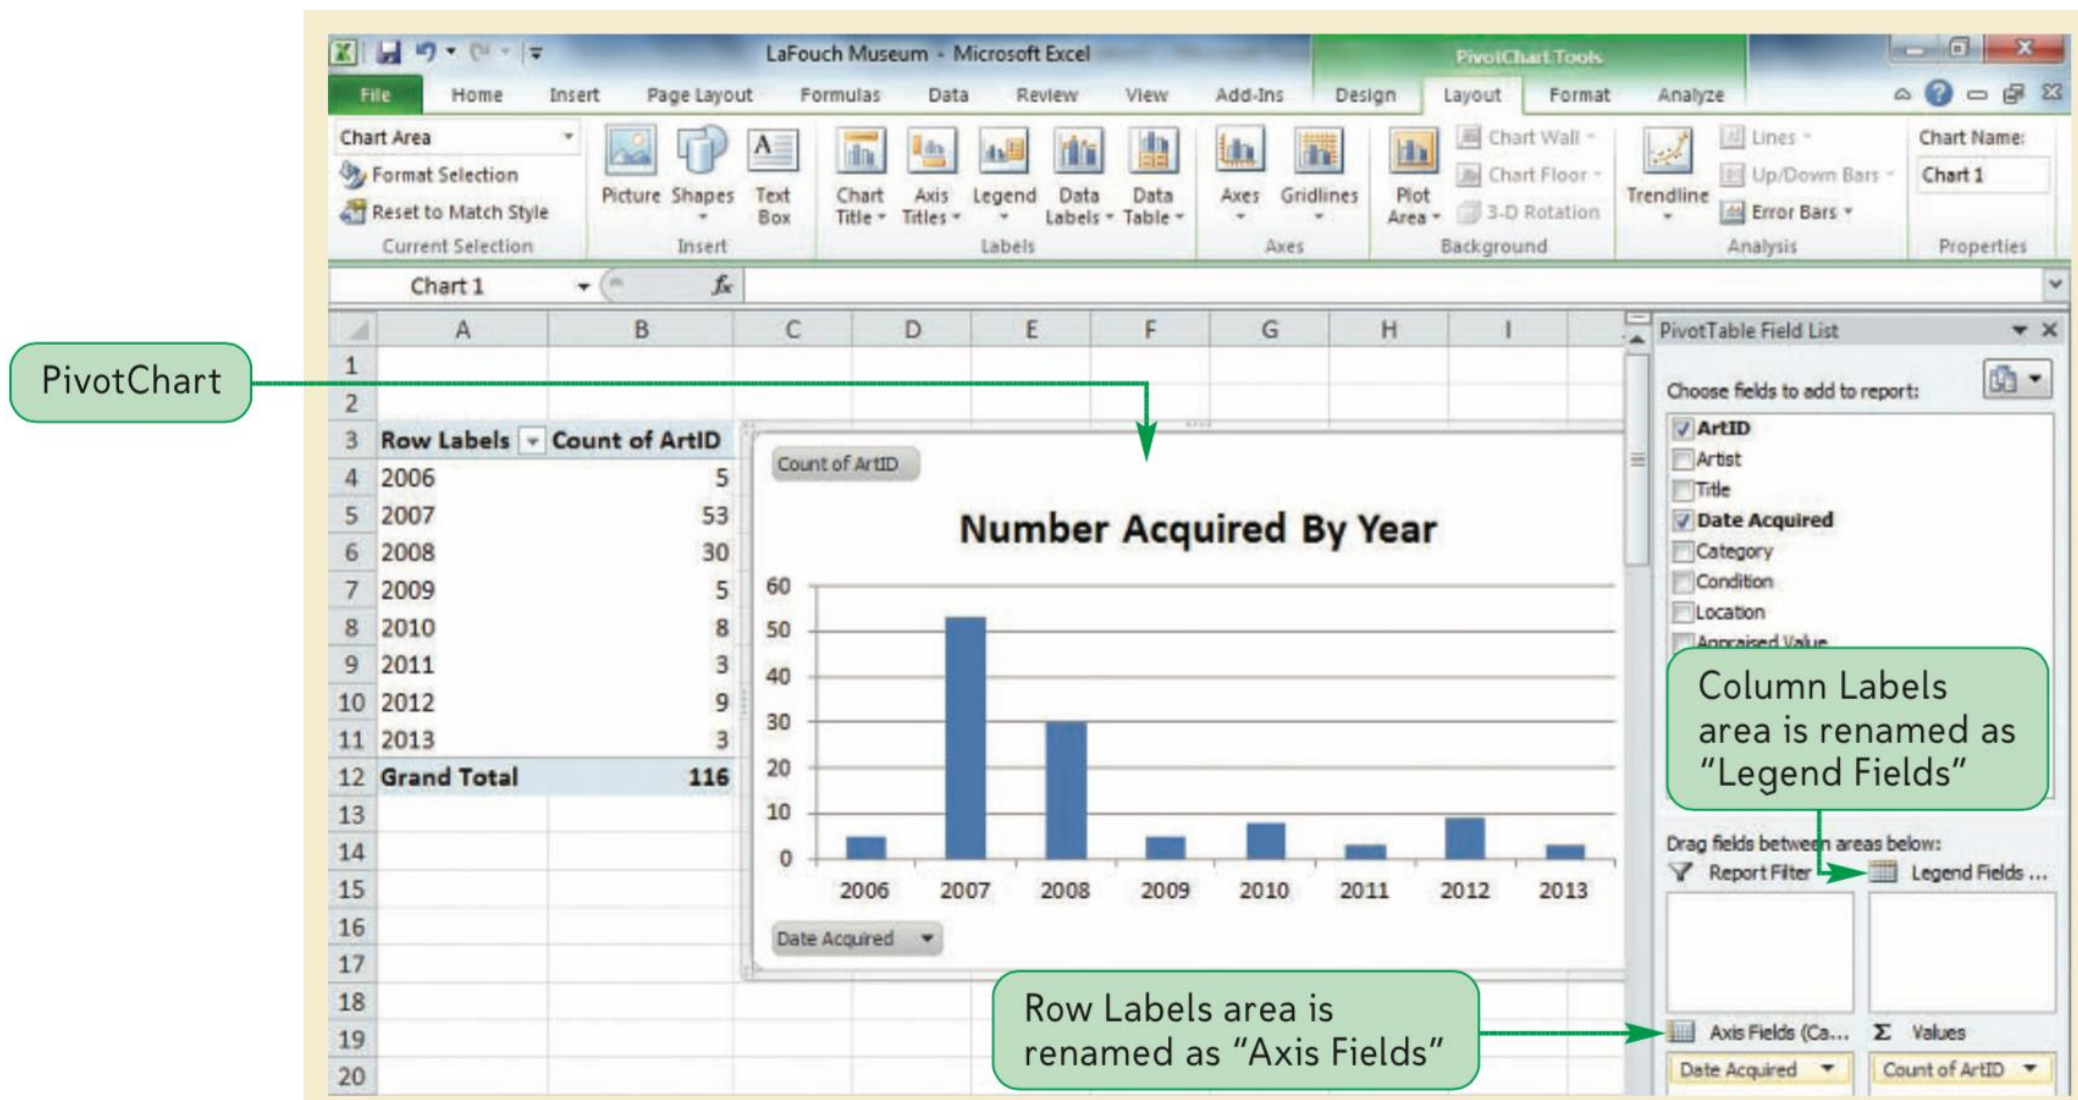 LaFouch Museum - Microsoft Excel
PivotChart Tools
File Home Insert Page Layout Formulas Data Review View Add-Ins Design Layout Format Analyze
Chart Area
Format Selection
Reset to Match Style
Current Selection
Picture Shapes Text Box
Insert
Chart Title Axis Titles Legend Data Labels Data Table
Labels
Axes Gridlines
Axes
Plot Area
Chart Wall
Chart Floor
3-D Rotation
Background
Trendline
Lines
Up/Down Bars
Error Bars
Analysis
Chart Name:
Chart 1
Properties
Chart 1 fx
A B C D E F G H I
PivotChart
1
2
3 Row Labels Count of ArtID
4 2006 5
5 2007 53
6 2008 30
7 2009 5
8 2010 8
9 2011 3
10 2012 9
11 2013 3
12 Grand Total 116
13
14
15
16
17
18
19
20
Count of ArtID
Number Acquired By Year
60
50
40
30
20
10
0
2006 2007 2008 2009 2010 2011 2012 2013
Date Acquired
Row Labels area is
renamed as “Axis Fields”
PivotTable Field List
Choose fields to add to report:
ArtID
Artist
Title
Date Acquired
Category
Condition
Location
Appraised Value
Column Labels
area is renamed as
“Legend Fields”
Drag fields between areas below:
Report Filter Legend Fields ...
Axis Fields (Ca... Σ Values
Date Acquired Count of ArtID